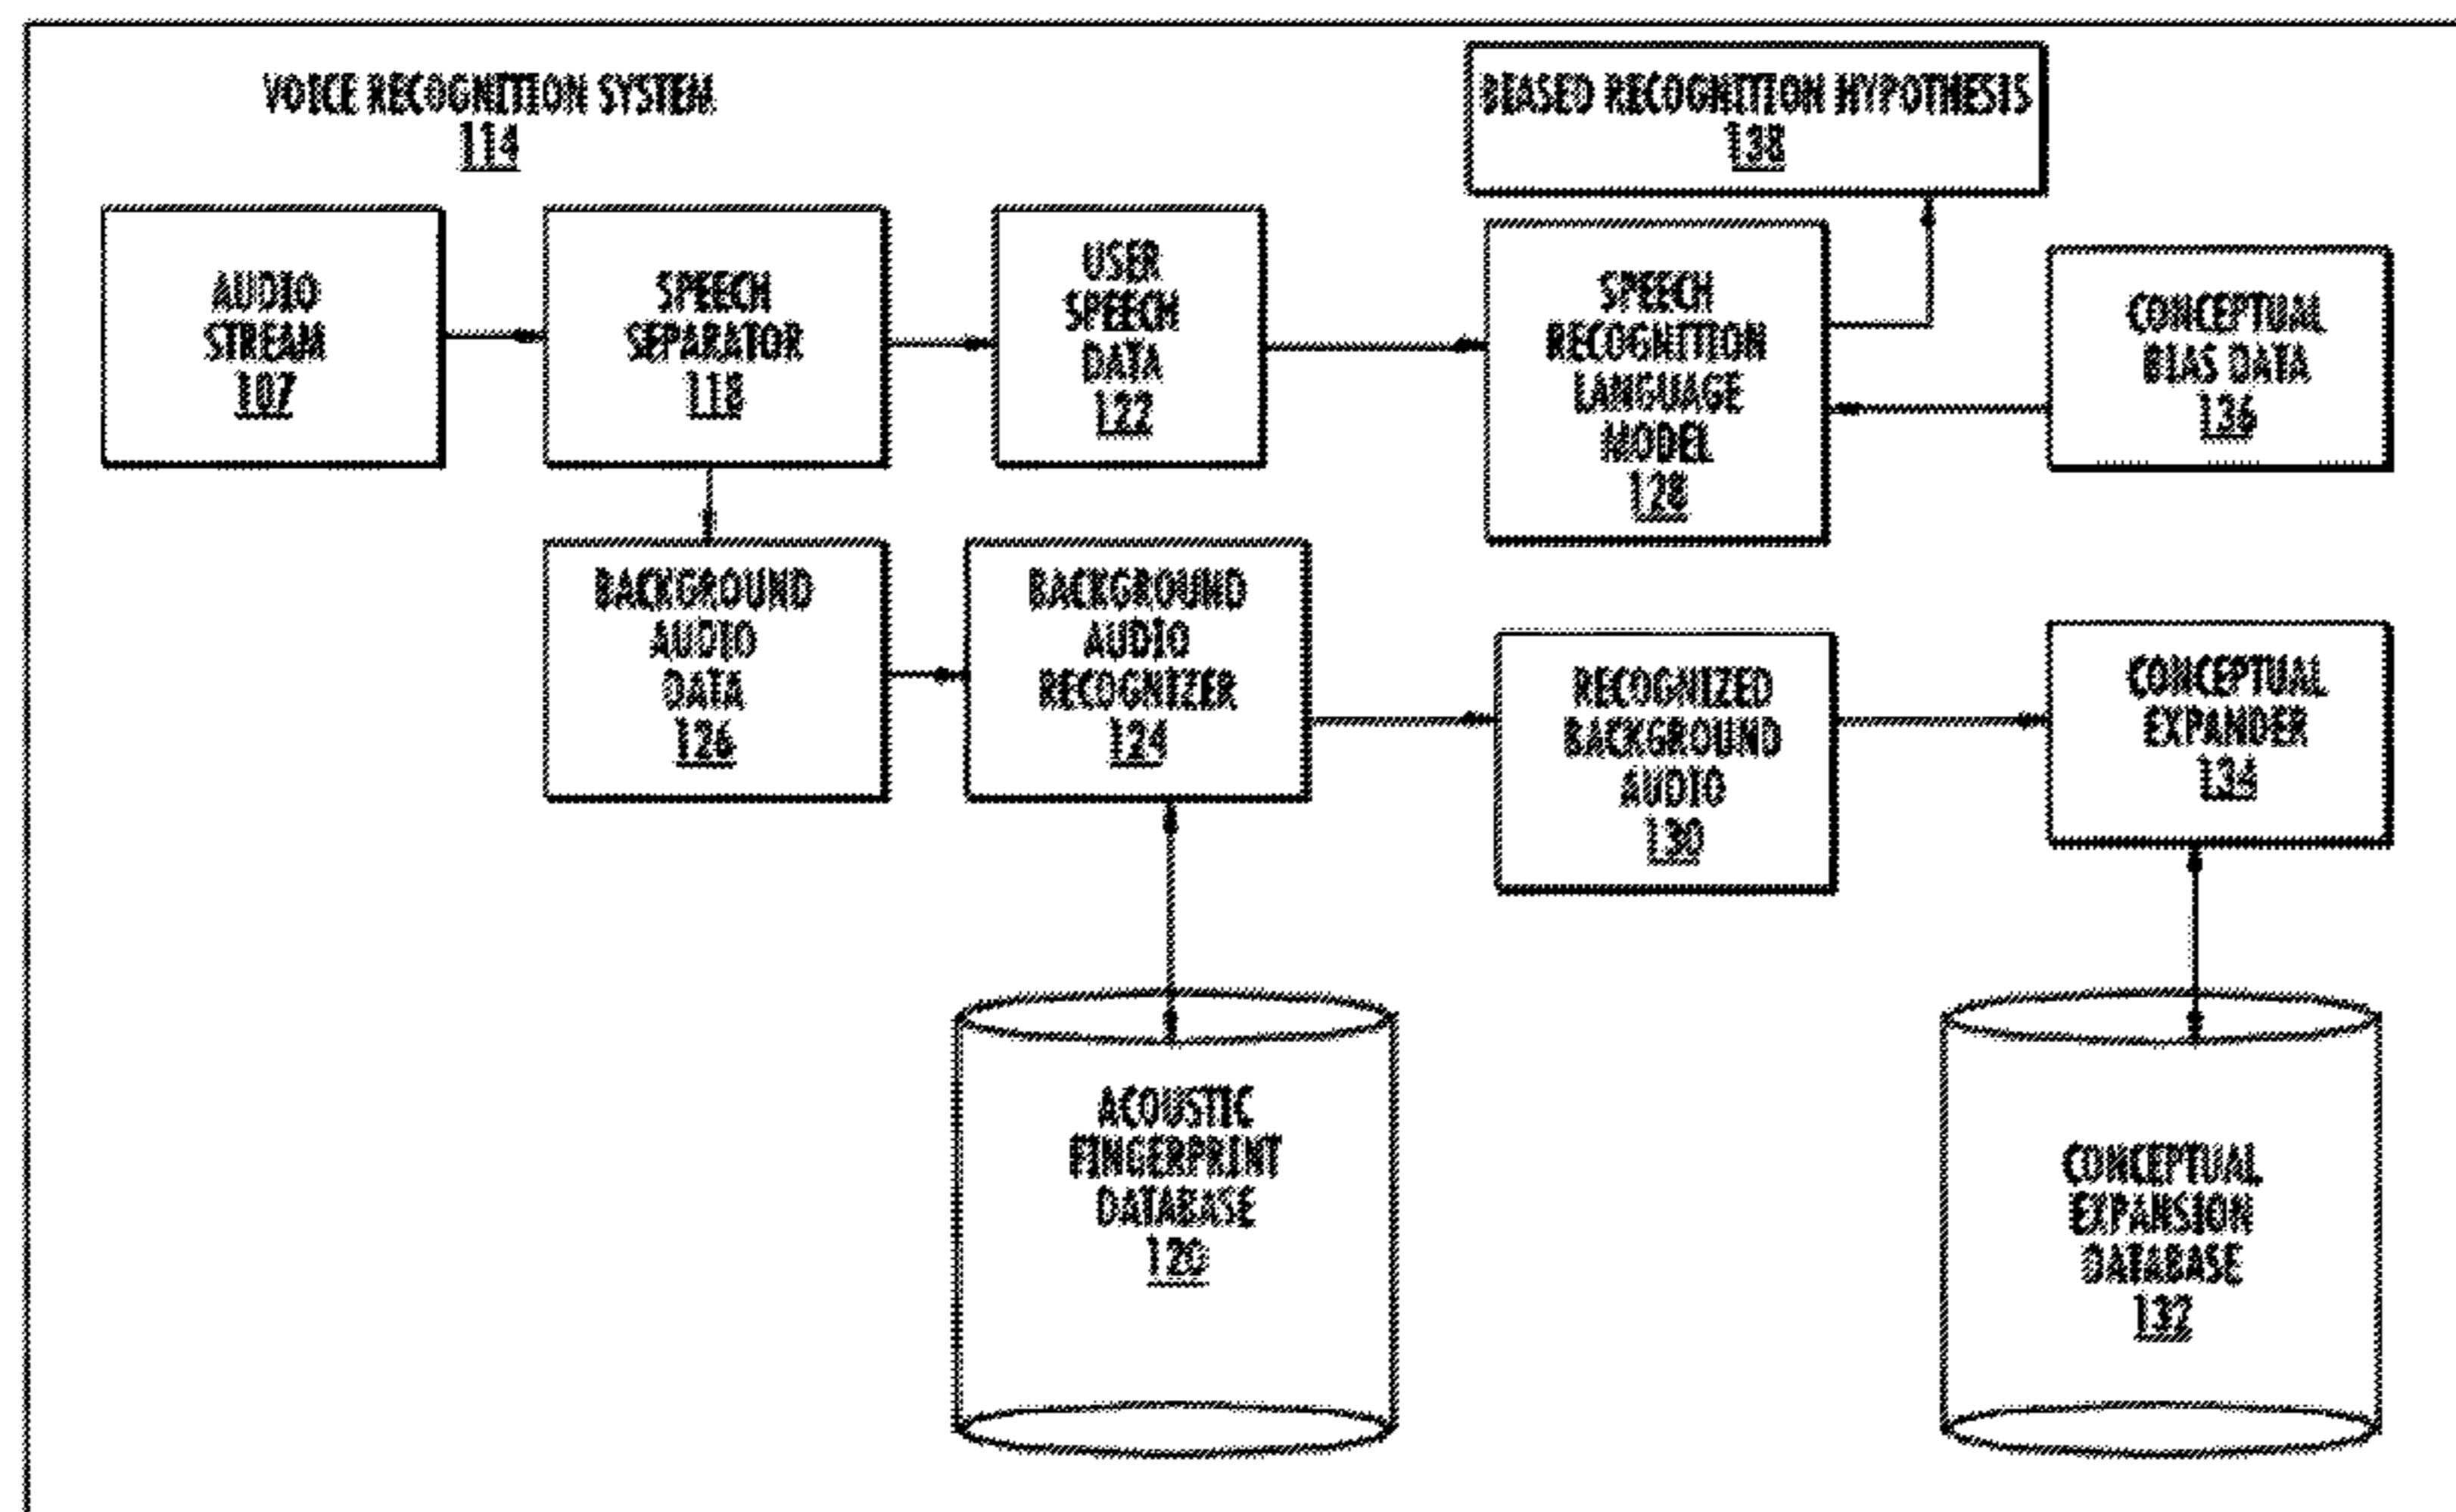 VOICE RECOGNITION SYSTEM
114
BIASED RECOGNITION HYPOTHESIS
138
AUDIO
STREAM
107
SPEECH
SEPARATOR
118
USER
SPEECH
DATA
122
SPEECH
RECOGNITION
LANGUAGE
MODEL
128
CONCEPTUAL
BIAS DATA
136
BACKGROUND
AUDIO
DATA
126
BACKGROUND
AUDIO
RECOGNIZER
124
RECOGNIZED
BACKGROUND
AUDIO
130
CONCEPTUAL
EXPANDER
134
ACOUSTIC
FINGERPRINT
DATABASE
120
CONCEPTUAL
EXPANSION
DATABASE
132